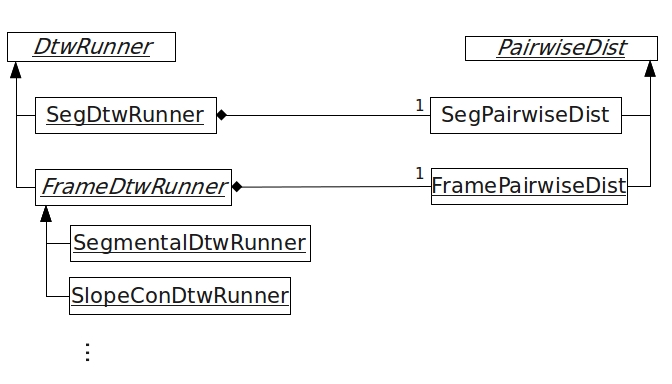 DtwRunner
PairwiseDist
SegDtwRunner
1
SegPairwiseDist
FrameDtwRunner
1
FramePairwiseDist
SegmentalDtwRunner
SlopeConDtwRunner
⋮